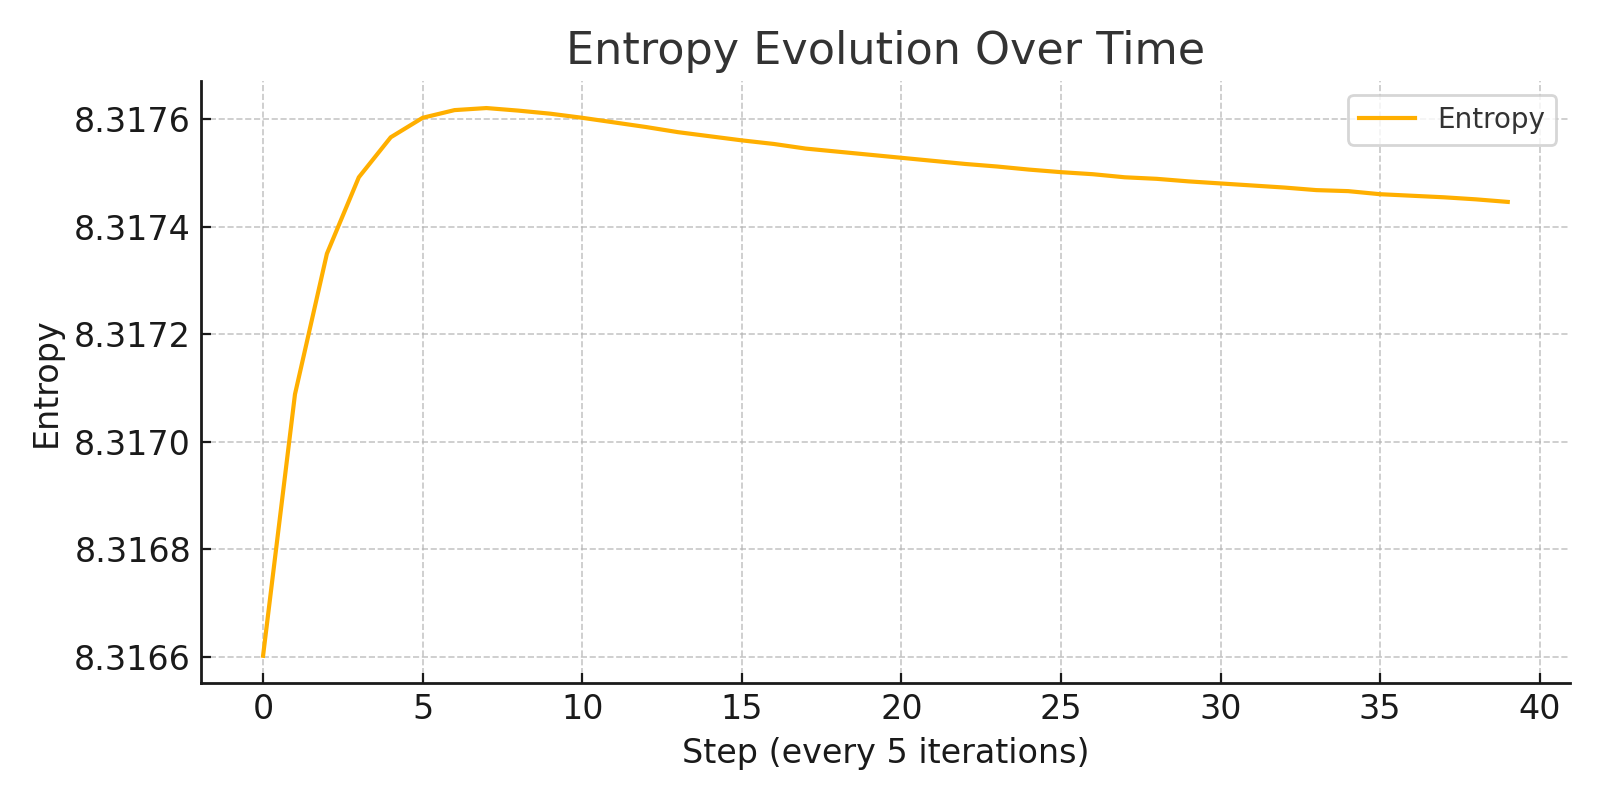 Entropy Evolution Over Time
Entropy
Entropy
8.3176
8.3174
8.3172
8.3170
8.3168
8.3166
0 5 10 15 20 25 30 35 40
Step (every 5 iterations)